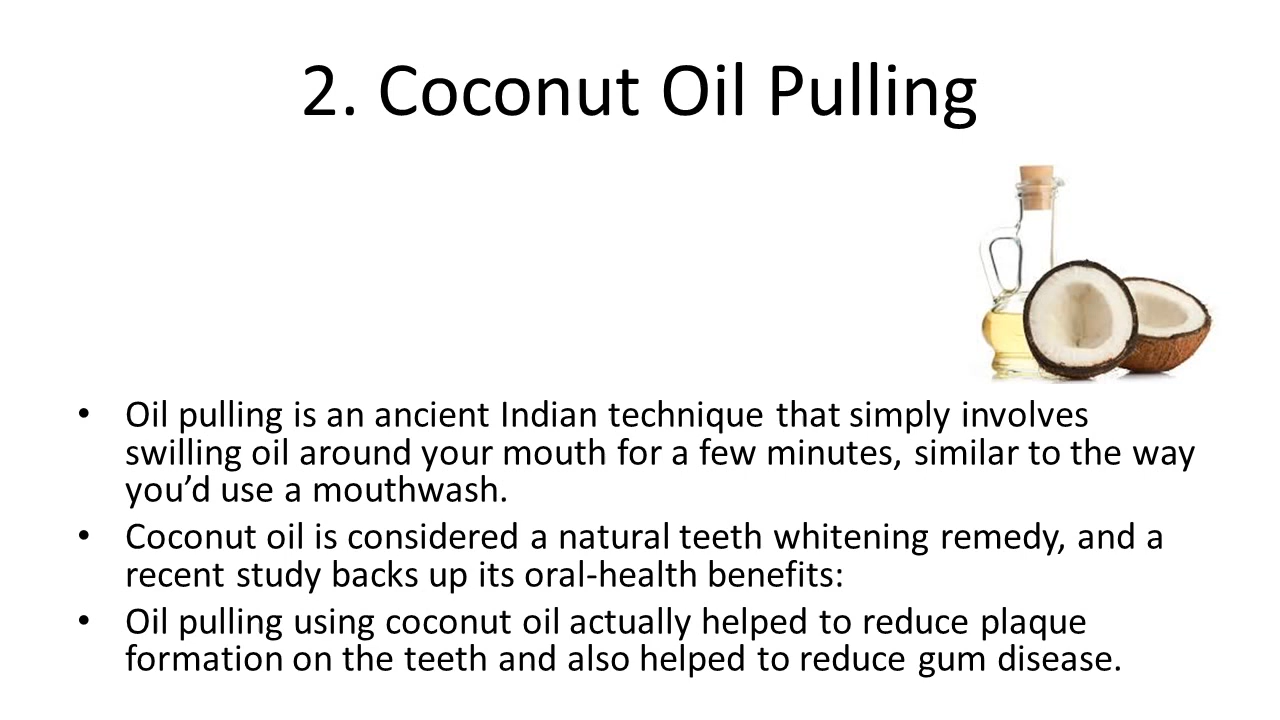 2. Coconut Oil Pulling
• Oil pulling is an ancient Indian technique that simply involves
swilling oil around your mouth for a few minutes, similar to the way
you’d use a mouthwash.
• Coconut oil is considered a natural teeth whitening remedy, and a
recent study backs up its oral-health benefits:
• Oil pulling using coconut oil actually helped to reduce plaque
formation on the teeth and also helped to reduce gum disease.